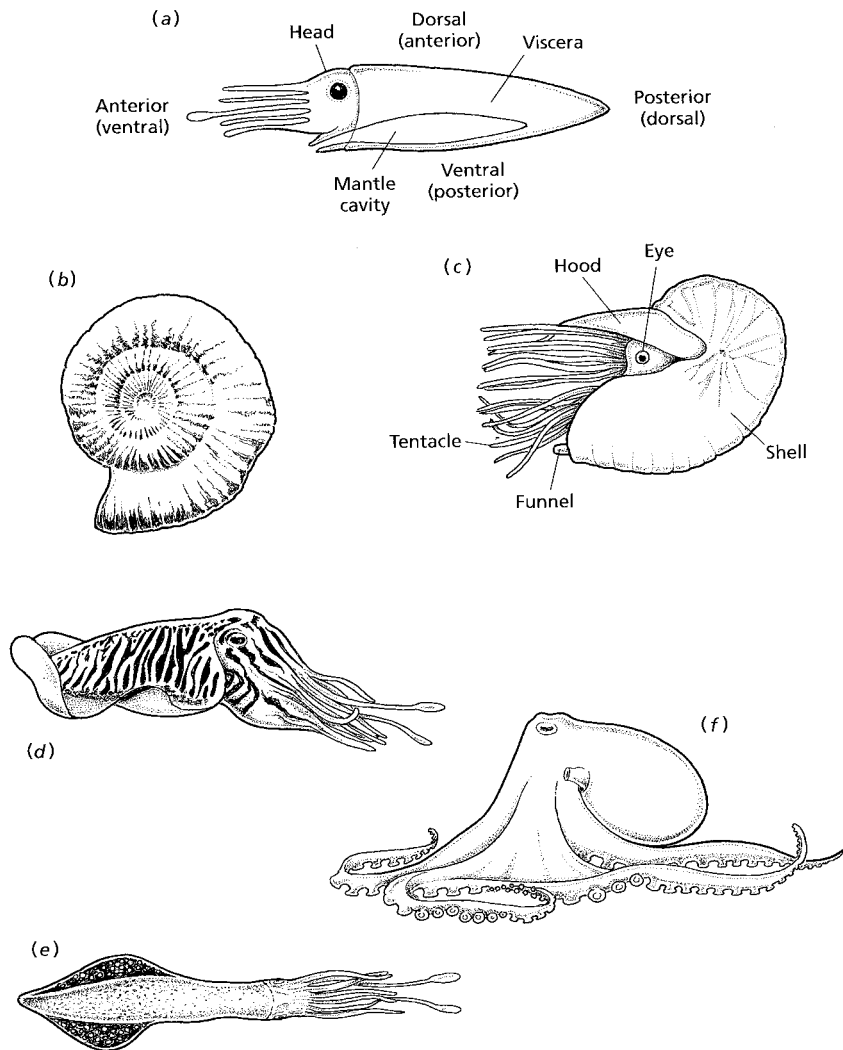 (a)
Head
Dorsal
(anterior)
Viscera
Anterior
(ventral)
Posterior
(dorsal)
Mantle
cavity
Ventral
(posterior)
(b)
(c)
Hood
Eye
Tentacle
Shell
Funnel
(d)
(f)
(e)